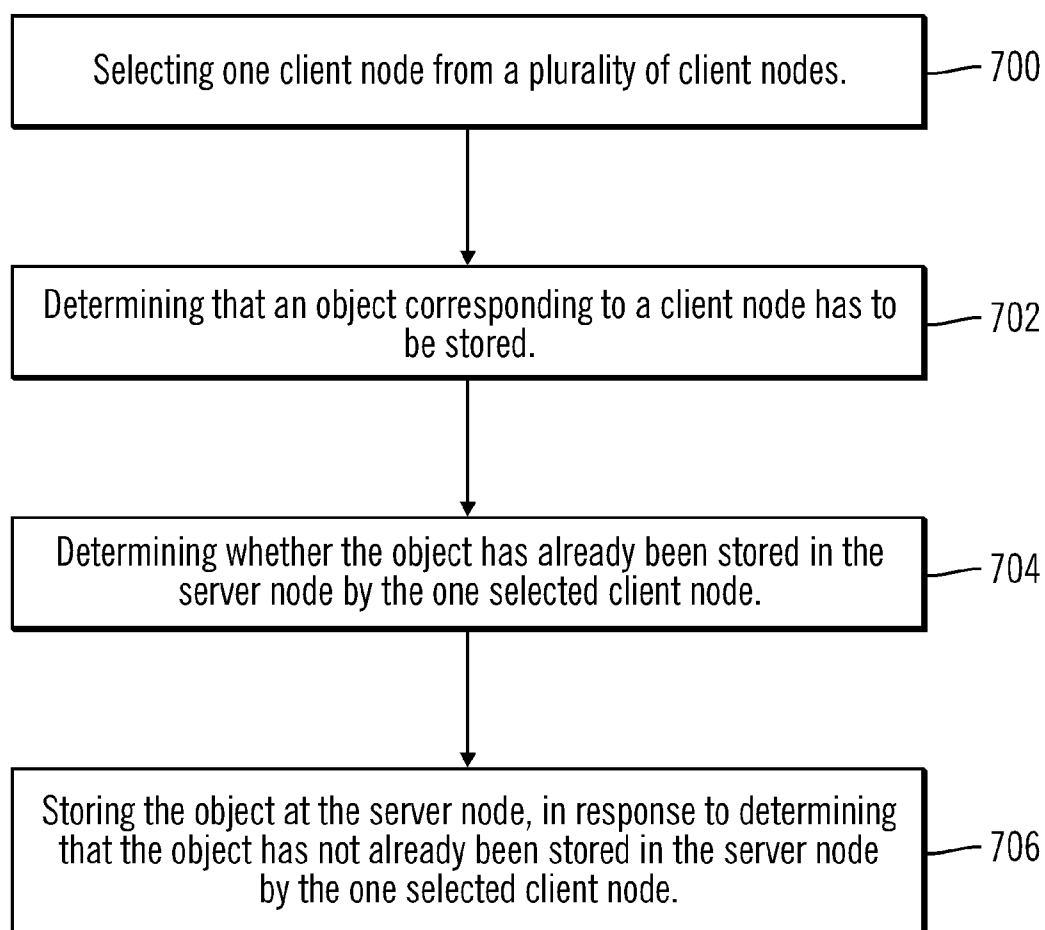 Selecting one client node from a plurality of client nodes.
700
Determining that an object corresponding to a client node has to
be stored.
702
Determining whether the object has already been stored in the
server node by the one selected client node.
704
Storing the object at the server node, in response to determining
that the object has not already been stored in the server node
by the one selected client node.
706